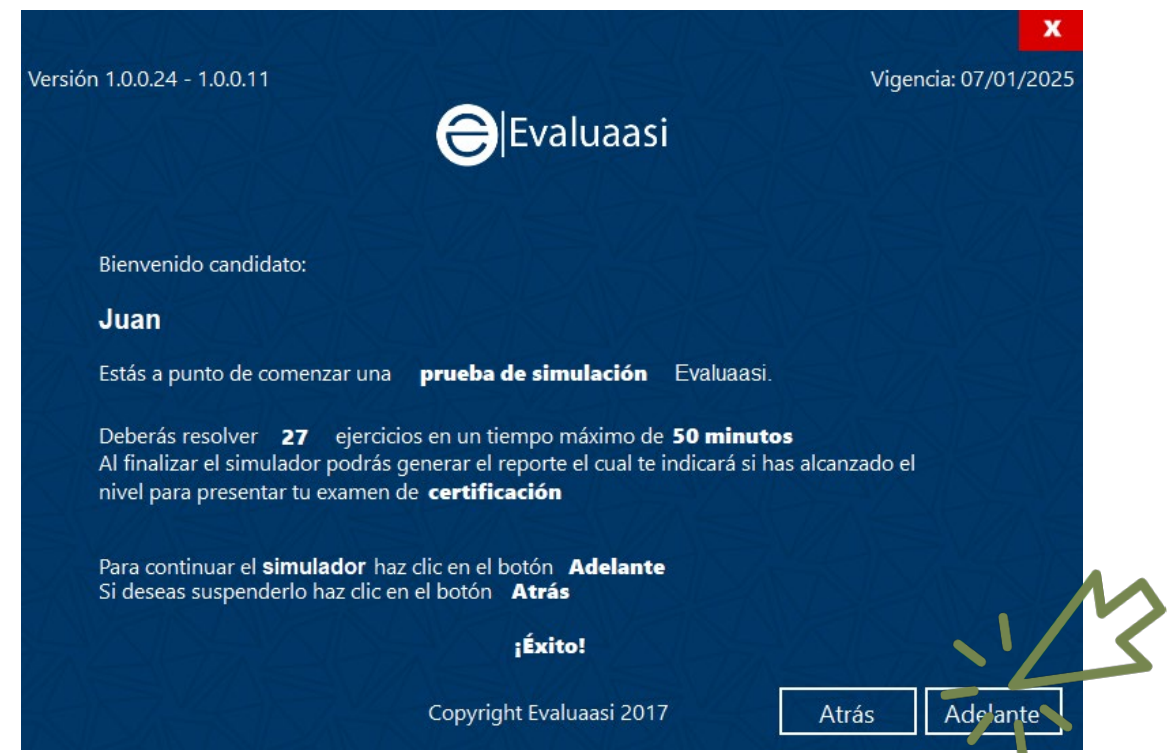 X
Versión 1.0.0.24 - 1.0.0.11
Vigencia: 07/01/2025
Evaluaasi
Bienvenido candidato:
Juan
Estás a punto de comenzar una prueba de simulación Evaluaasi.
Deberás resolver 27 ejercicios en un tiempo máximo de 50 minutos
Al finalizar el simulador podrás generar el reporte el cual te indicará si has alcanzado el
nivel para presentar tu examen de certificación
Para continuar el simulador haz clic en el botón Adelante
Si deseas suspenderlo haz clic en el botón Atrás
¡Éxito!
Copyright Evaluaasi 2017
Atrás
Adelante